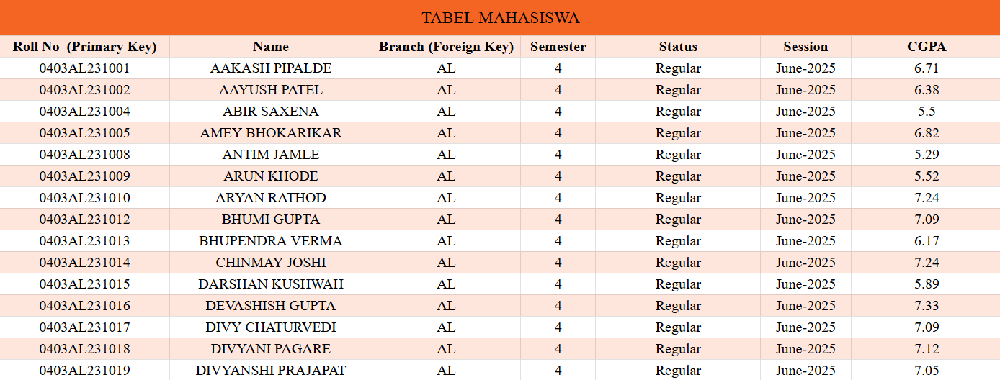 TABEL MAHASISWA
Roll No (Primary Key) Name Branch (Foreign Key) Semester Status Session CGPA
0403AL231001 AAKASH PIPALDE AL 4 Regular June-2025 6.71
0403AL231002 AAYUSH PATEL AL 4 Regular June-2025 6.38
0403AL231004 ABIR SAXENA AL 4 Regular June-2025 5.5
0403AL231005 AMEY BHOKARIKAR AL 4 Regular June-2025 6.82
0403AL231008 ANTIM JAMLE AL 4 Regular June-2025 5.29
0403AL231009 ARUN KHODE AL 4 Regular June-2025 5.52
0403AL231010 ARYAN RATHOD AL 4 Regular June-2025 7.24
0403AL231012 BHUMI GUPTA AL 4 Regular June-2025 7.09
0403AL231013 BHUPENDRA VERMA AL 4 Regular June-2025 6.17
0403AL231014 CHINMAY JOSHI AL 4 Regular June-2025 7.24
0403AL231015 DARSHAN KUSHWAH AL 4 Regular June-2025 5.89
0403AL231016 DEVASHISH GUPTA AL 4 Regular June-2025 7.33
0403AL231017 DIVY CHATURVEDI AL 4 Regular June-2025 7.09
0403AL231018 DIVYANI PAGARE AL 4 Regular June-2025 7.12
0403AL231019 DIVYANSHI PRAJAPAT AL 4 Regular June-2025 7.05